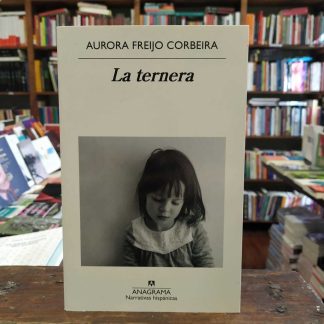 AURORA FREIJO CORBEIRA
La ternera
ANAGRAMA
Narrativas hispánicas